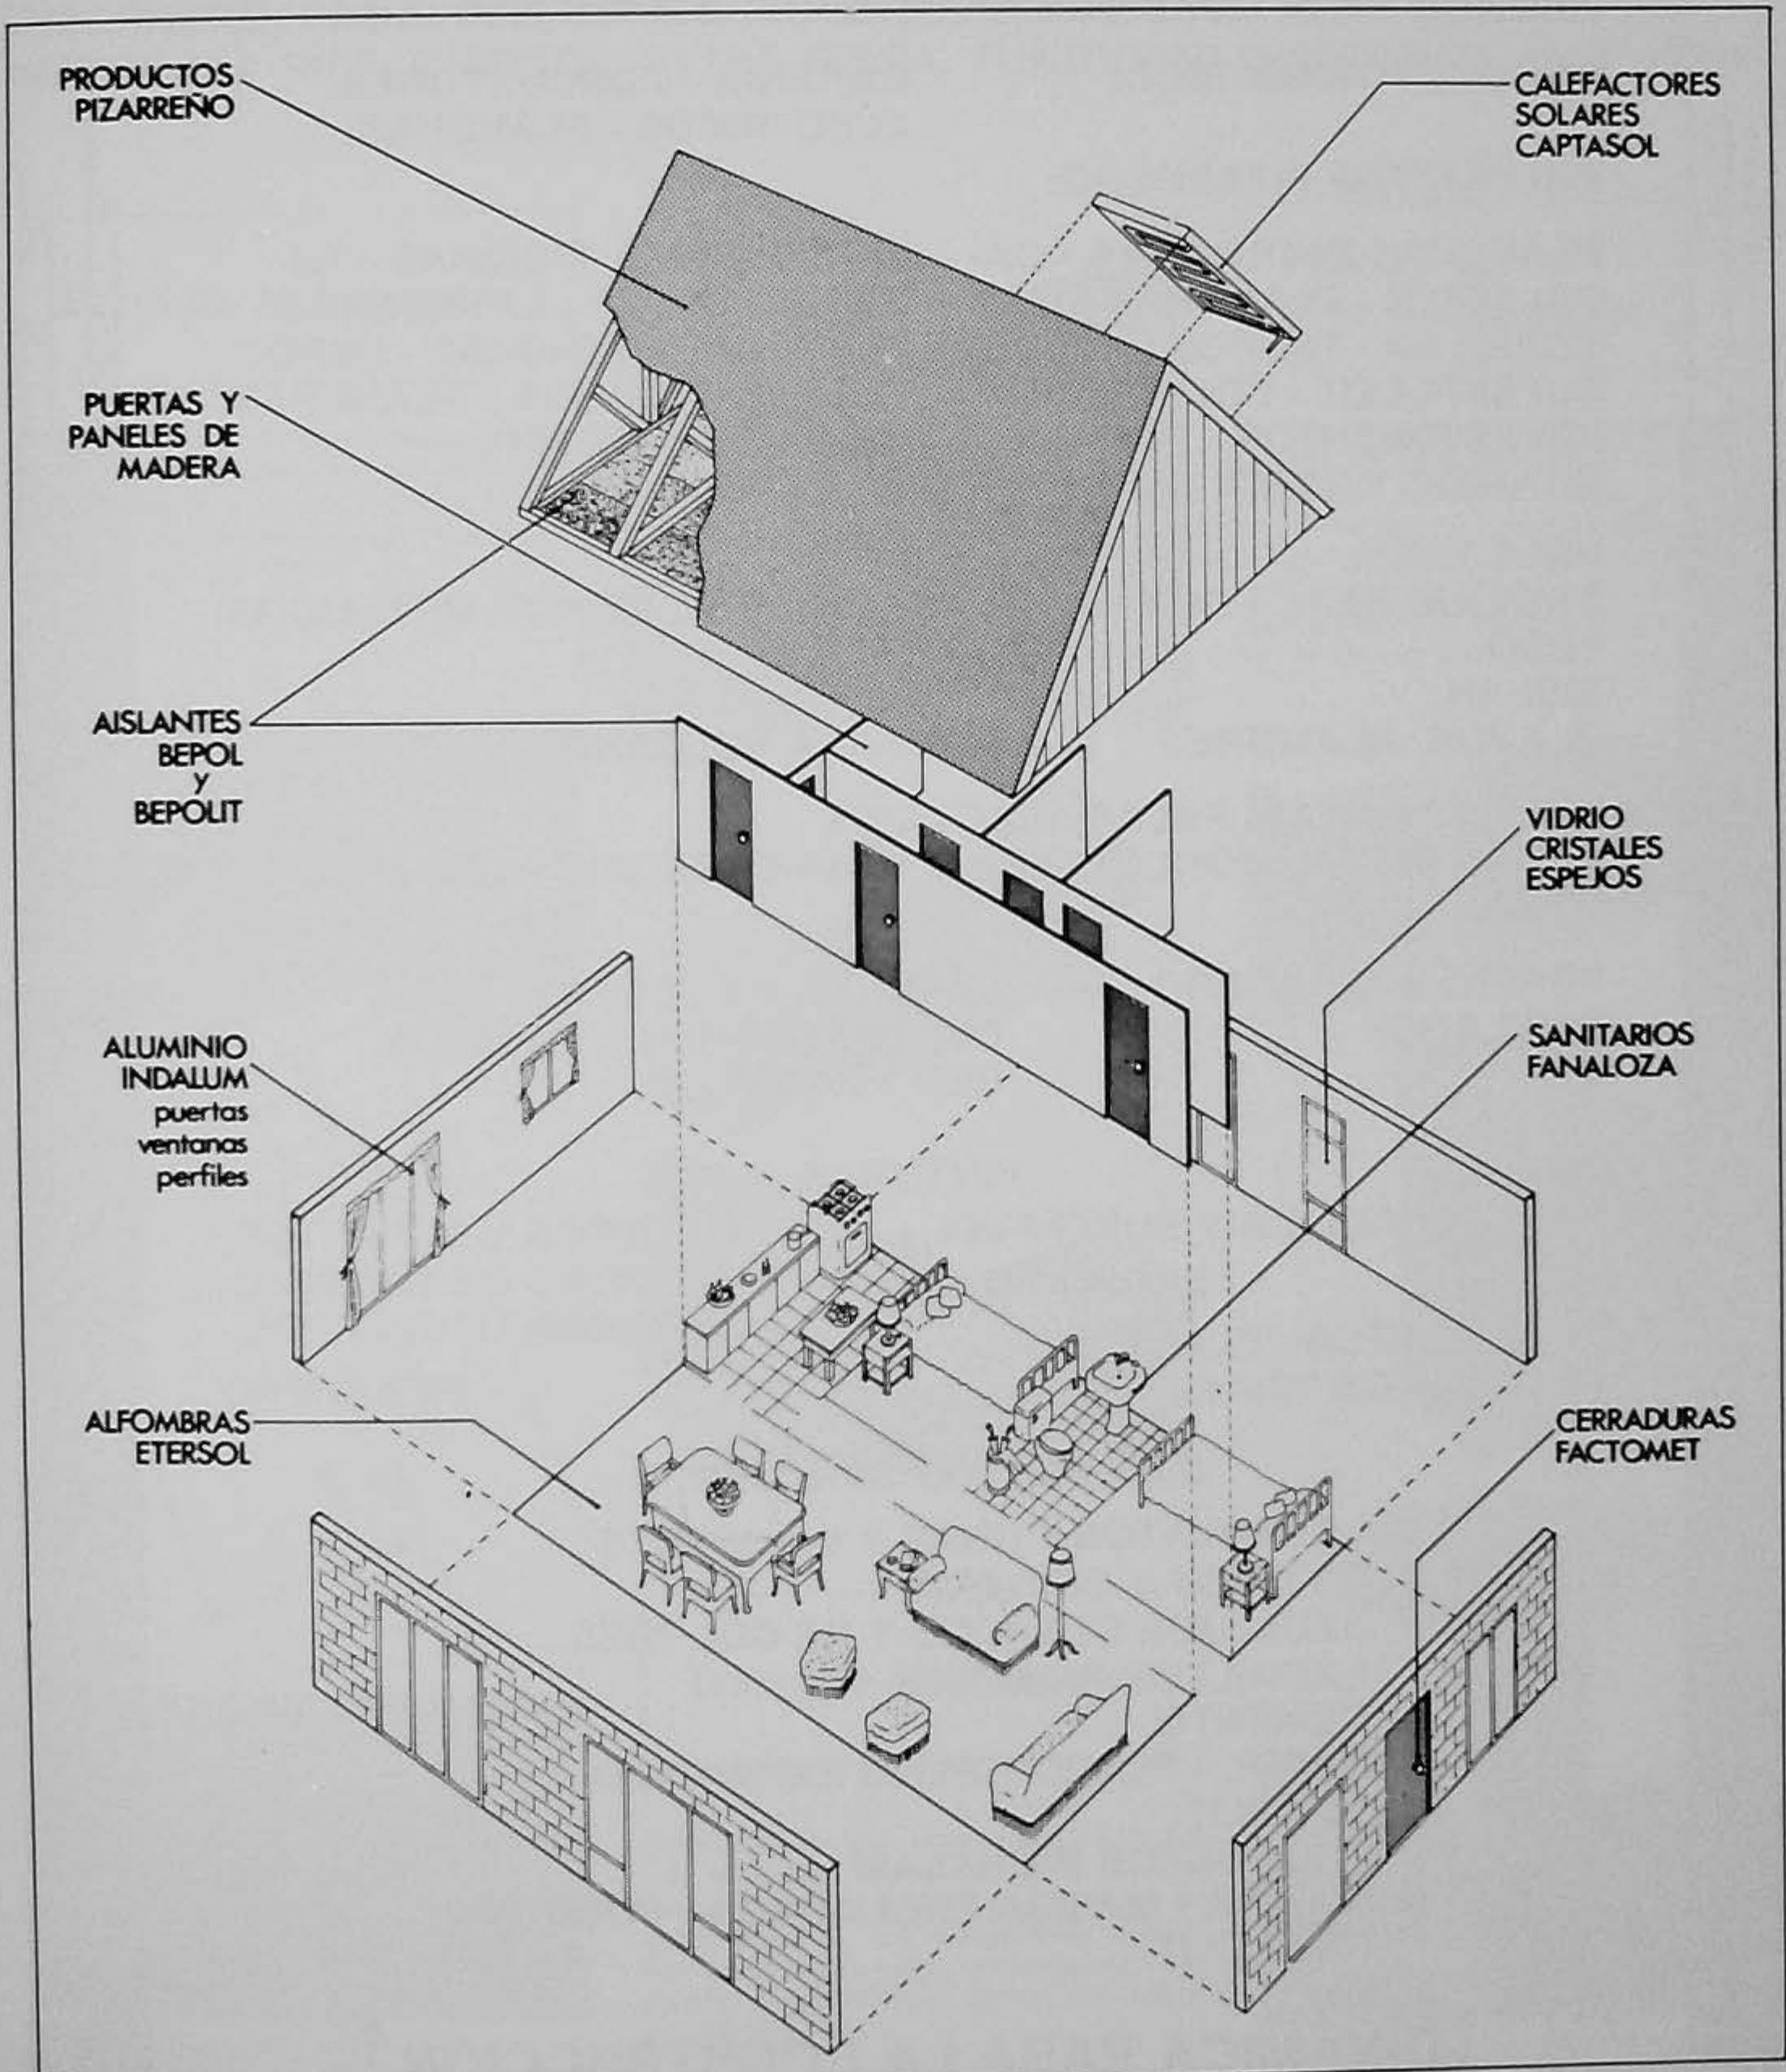 PRODUCTOS
PIZARREÑO
CALEFACTORES
SOLARES
CAPTASOL
PUERTAS Y
PANELES DE
MADERA
AISLANTES
BEPOL
y
BEPOLIT
VIDRIO
CRISTALES
ESPEJOS
ALUMINIO
INDALUM
puertas
ventanas
perfiles
SANITARIOS
FANALOZA
ALFOMBRAS
ETERSOL
CERRADURAS
FACTOMET